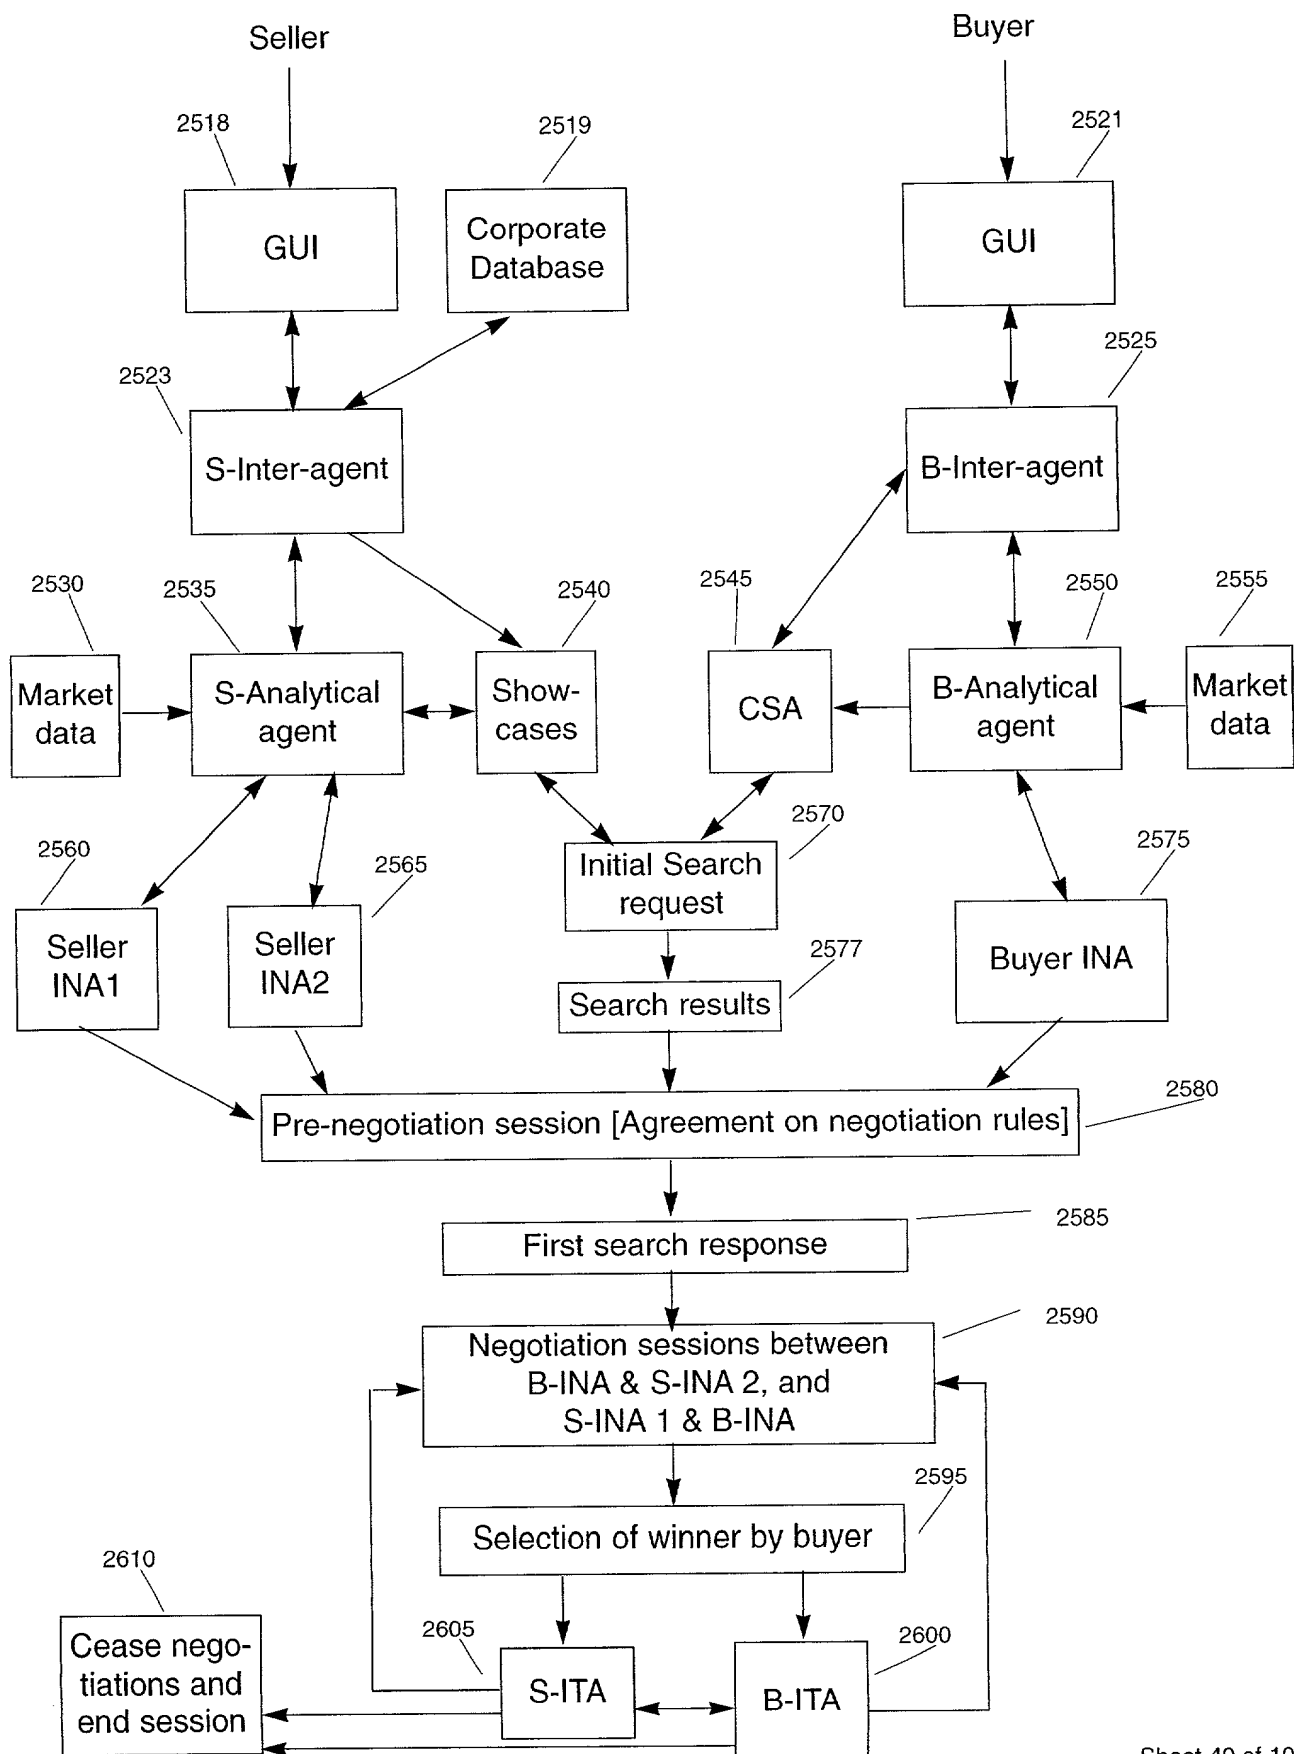 Seller
Buyer
2518
2519
2521
GUI
Corporate
Database
GUI
2523
2525
S-Inter-agent
B-Inter-agent
2530
2535
2540
2545
2550
2555
Market
data
S-Analytical
agent
Show-
cases
CSA
B-Analytical
agent
Market
data
2560
2565
2570
2575
Seller
INA1
Seller
INA2
Initial Search
request
2577
Buyer INA
Search results
2580
Pre-negotiation session [Agreement on negotiation rules]
2585
First search response
2590
Negotiation sessions between
B-INA & S-INA 2, and
S-INA 1 & B-INA
2595
Selection of winner by buyer
2610
2605
2600
Cease nego-
tiations and
end session
S-ITA
B-ITA